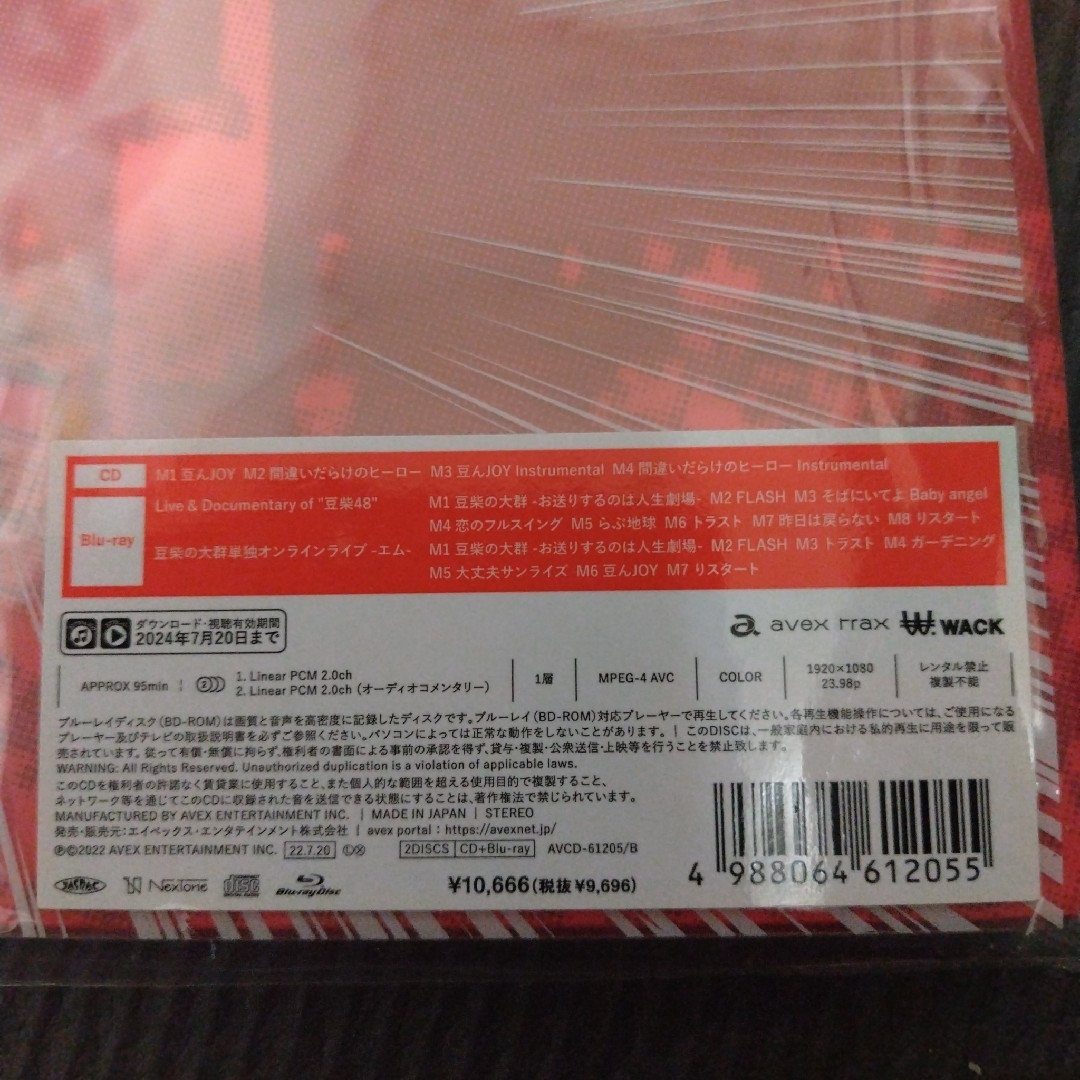 CD
M1 豆んJOY M2 間違いだらけのヒーロー M3 豆んJOY Instrumental M4 間違いだらけのヒーロー Instrumental
Blu-ray
Live & Documentary of "豆柴48"
M1 豆柴の大群 -お送りするのは人生劇場- M2 FLASH M3 そばにいてよ Baby angel
M4 恋のフルスイング M5 らぶ地球 M6 トラスト M7 昨日は戻らない M8 リスタート
豆柴の大群単独オンラインライブ -エム-
M1 豆柴の大群 -お送りするのは人生劇場- M2 FLASH M3 トラスト M4 ガーデニング
M5 大丈夫サンライズ M6 豆んJOY M7 リスタート
ダウンロード・視聴有効期間
2024年7月20日まで
avex trax
WACK
APPROX 95min
2
1. Linear PCM 2.0ch
2. Linear PCM 2.0ch (オーディオコメンタリー)
1層
MPEG-4 AVC
COLOR
1920×1080
23.98p
レンタル禁止
複製不能
ブルーレイディスク(BD-ROM)は画質と音声を高密度に記録したディスクです。ブルーレイ(BD-ROM)対応プレーヤーで再生してください。各再生機能操作については、ご使用になる
プレーヤー及びテレビの取扱説明書を必ずご参照ください。パソコンによっては正常な動作をしないことがあります。 | このDISCは、一般家庭内における私的再生に用途を限って販
売されています。従って有償・無償に拘らず、権利者の書面による事前の承認を得ず、貸与・複製・公衆送信・上映等を行うことを禁止致します。
WARNING: All Rights Reserved. Unauthorized duplication is a violation of applicable laws.
このCDを権利者の許諾なく賃貸業に使用すること、また個人的な範囲を超える使用目的で複製すること、
ネットワーク等を通じてこのCDに収録された音を送信できる状態にすることは、著作権法で禁じられています。
MANUFACTURED BY AVEX ENTERTAINMENT INC. | MADE IN JAPAN | STEREO
発売・販売元:エイベックス・エンタテインメント株式会社 | avex portal : https://avexnet.jp/
℗©2022 AVEX ENTERTAINMENT INC. 22.7.20 Ⓛ🅧 2DISCS CD+Blu-ray AVCD-61205/B
JASRAC NexTone COMPACT disc DIGITAL AUDIO Blu-ray Disc
¥10,666(税抜¥9,696)
4 988064 612055